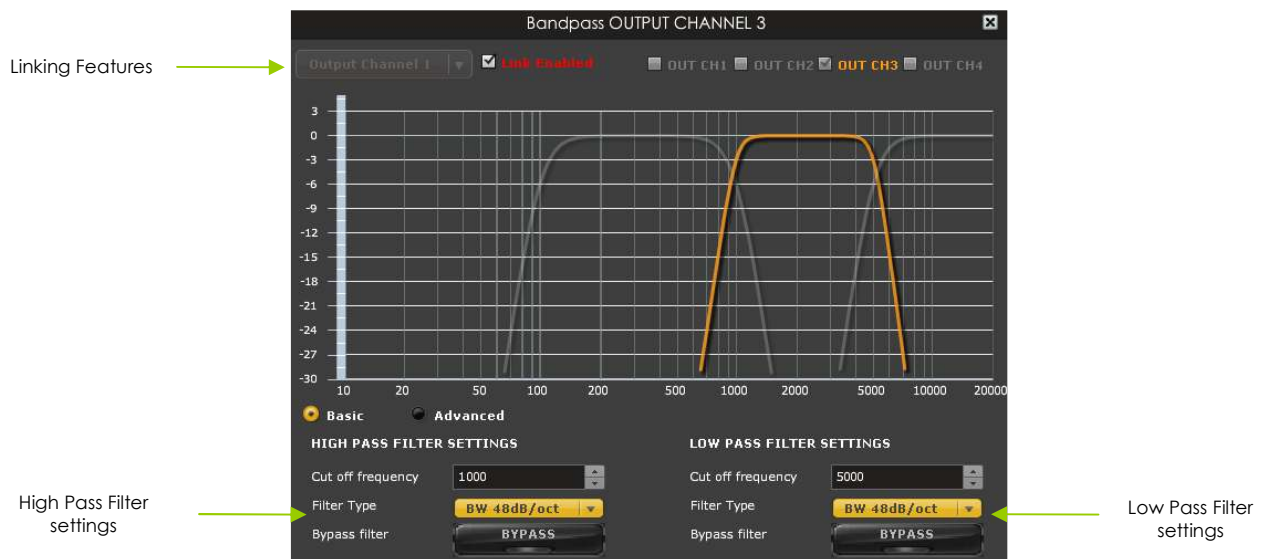 Bandpass OUTPUT CHANNEL 3
Linking Features
Output Channel 1
Link Enabled
OUT CH1 OUT CH2 OUT CH3 OUT CH4
3
0
-3
-6
-9
-12
-15
-18
-21
-24
-27
-30
10 20 50 100 200 500 1000 2000 5000 10000 20000
Basic Advanced
HIGH PASS FILTER SETTINGS
LOW PASS FILTER SETTINGS
Cut off frequency 1000
Cut off frequency 5000
High Pass Filter
settings
Filter Type BW 48dB/oct
Filter Type BW 48dB/oct
Low Pass Filter
settings
Bypass filter BYPASS
Bypass filter BYPASS